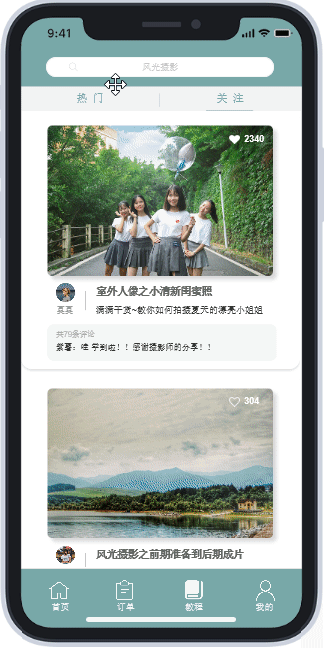 9:41
风光摄影
热 门
关 注
2340
室外人像之小清新闺蜜照
满满干货~教你如何拍摄夏天的漂亮小姐姐
共79条评论
紫薯：哇 学到啦！！感谢摄影师的分享！！
304
风光摄影之前期准备到后期成片
首页
订单
教程
我的